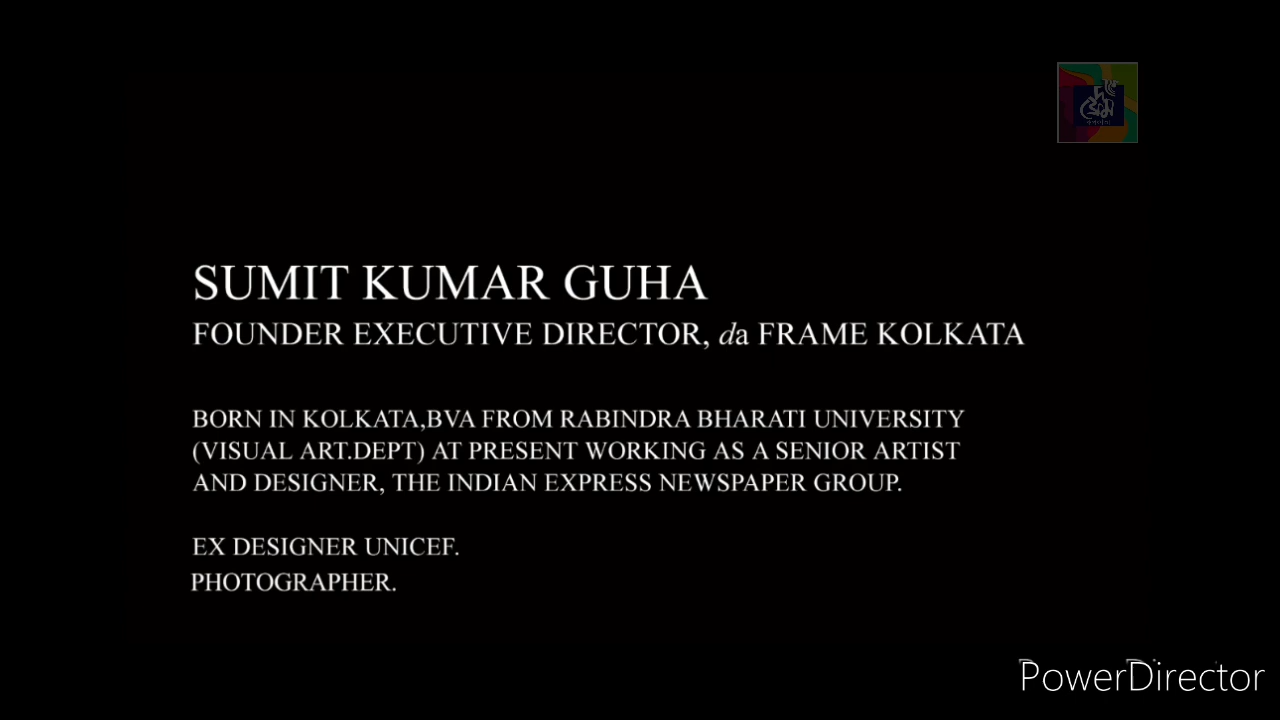 SUMIT KUMAR GUHA
FOUNDER EXECUTIVE DIRECTOR, da FRAME KOLKATA
BORN IN KOLKATA,BVA FROM RABINDRA BHARATI UNIVERSITY
(VISUAL ART.DEPT) AT PRESENT WORKING AS A SENIOR ARTIST
AND DESIGNER, THE INDIAN EXPRESS NEWSPAPER GROUP.
EX DESIGNER UNICEF.
PHOTOGRAPHER.
PowerDirector